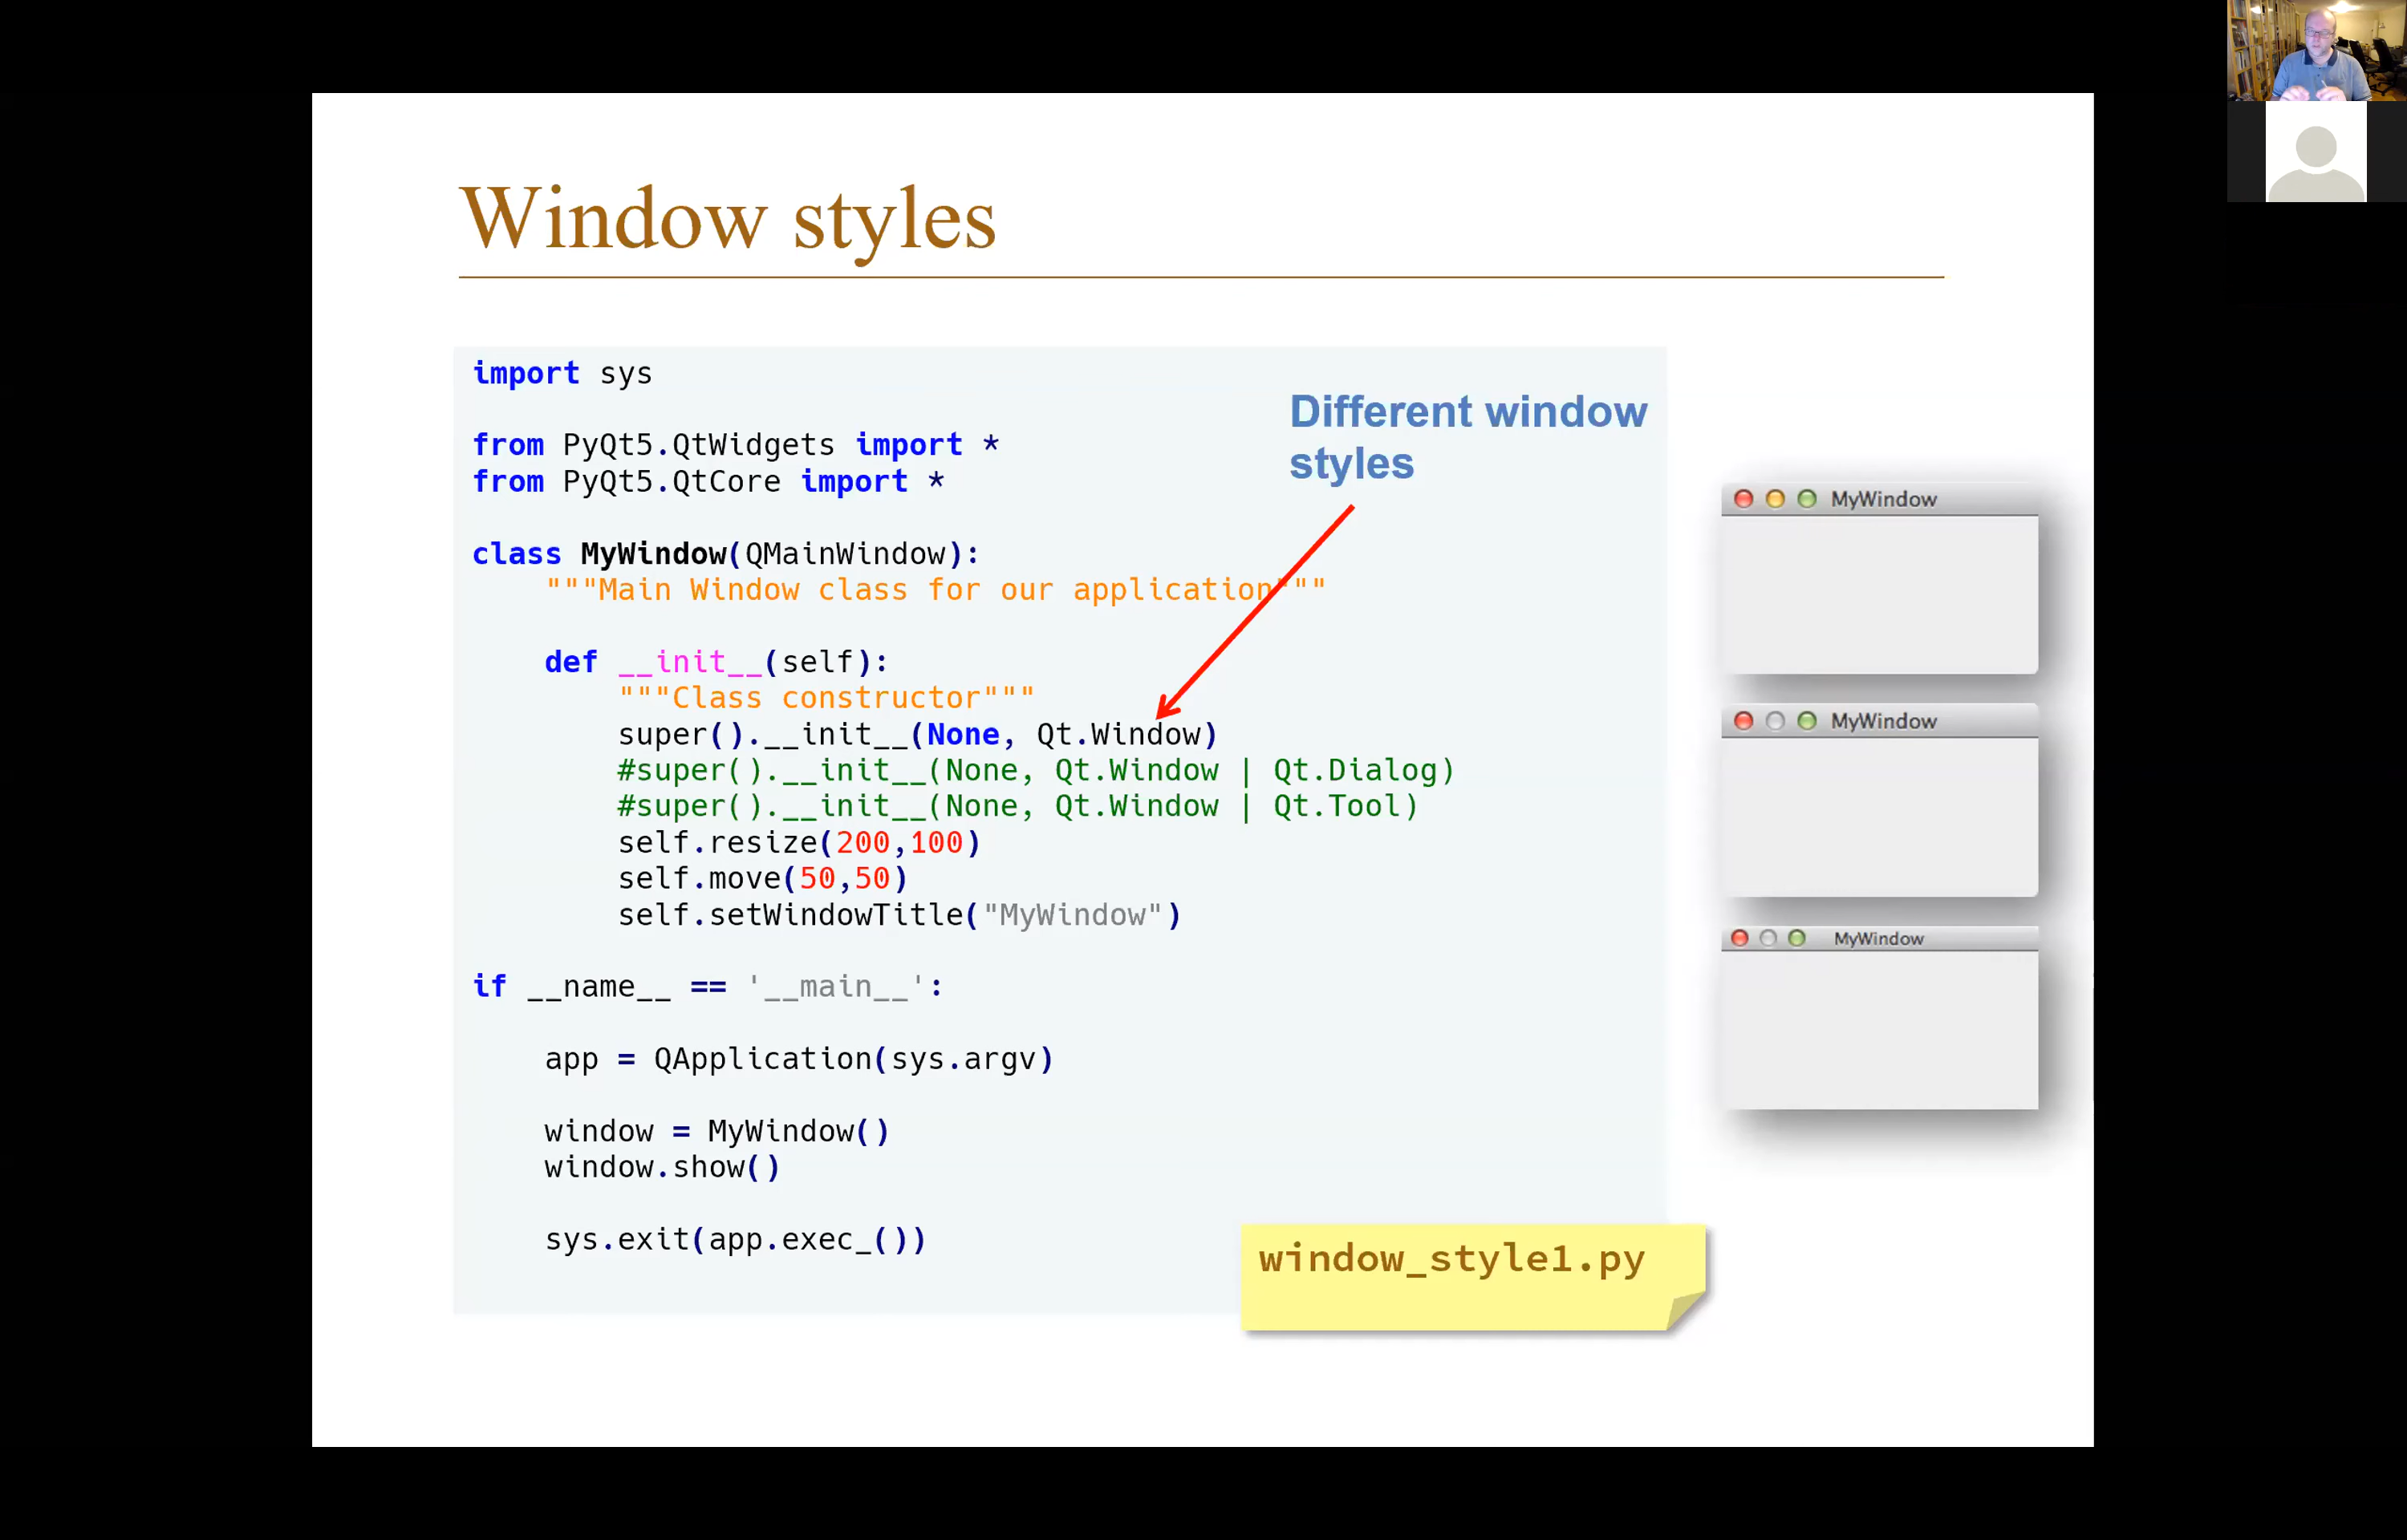 Window styles
import sys
from PyQt5.QtWidgets import *
from PyQt5.QtCore import *
class MyWindow(QMainWindow):
    """Main Window class for our application"""
    def __init__(self):
        """Class constructor"""
        super().__init__(None, Qt.Window)
        #super().__init__(None, Qt.Window | Qt.Dialog)
        #super().__init__(None, Qt.Window | Qt.Tool)
        self.resize(200,100)
        self.move(50,50)
        self.setWindowTitle("MyWindow")
if __name__ == '__main__':
    app = QApplication(sys.argv)
    window = MyWindow()
    window.show()
    sys.exit(app.exec_())
Different window
styles
MyWindow
MyWindow
MyWindow
window_style1.py